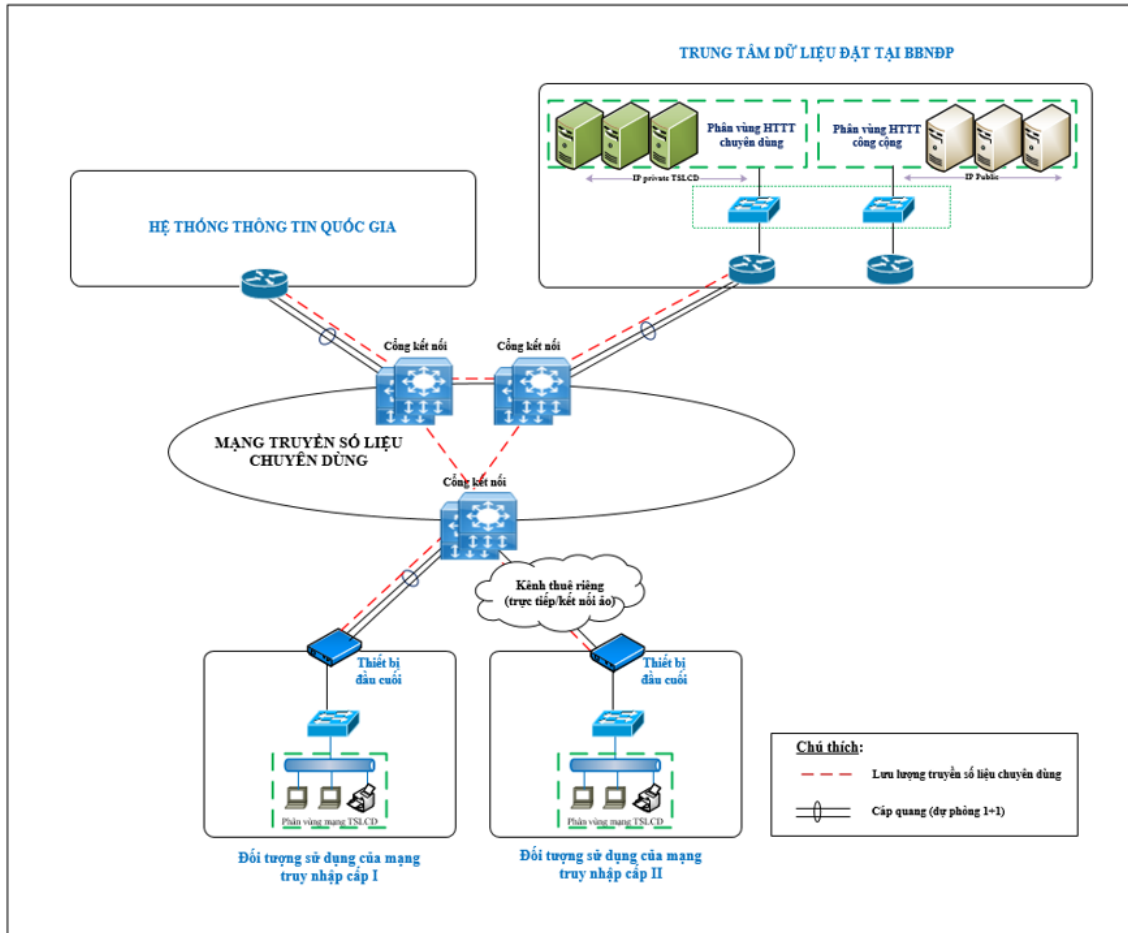 TRUNG TÂM DỮ LIỆU ĐẶT TẠI BBNĐP
Phân vùng HTTT
chuyên dùng
Phân vùng HTTT
công cộng
IP private TSLCD
IP Public
HỆ THỐNG THÔNG TIN QUỐC GIA
Cổng kết nối
Cổng kết nối
MẠNG TRUYỀN SỐ LIỆU
CHUYÊN DÙNG
Cổng kết nối
Kênh thuê riêng
(trực tiếp/kết nối ảo)
Thiết bị
đầu cuối
Thiết bị
đầu cuối
Phân vùng mạng TSLCD
Phân vùng mạng TSLCD
Đối tượng sử dụng của mạng
truy nhập cấp I
Đối tượng sử dụng của mạng
truy nhập cấp II
Chú thích:
Lưu lượng truyền số liệu chuyên dùng
Cáp quang (dự phòng 1+1)